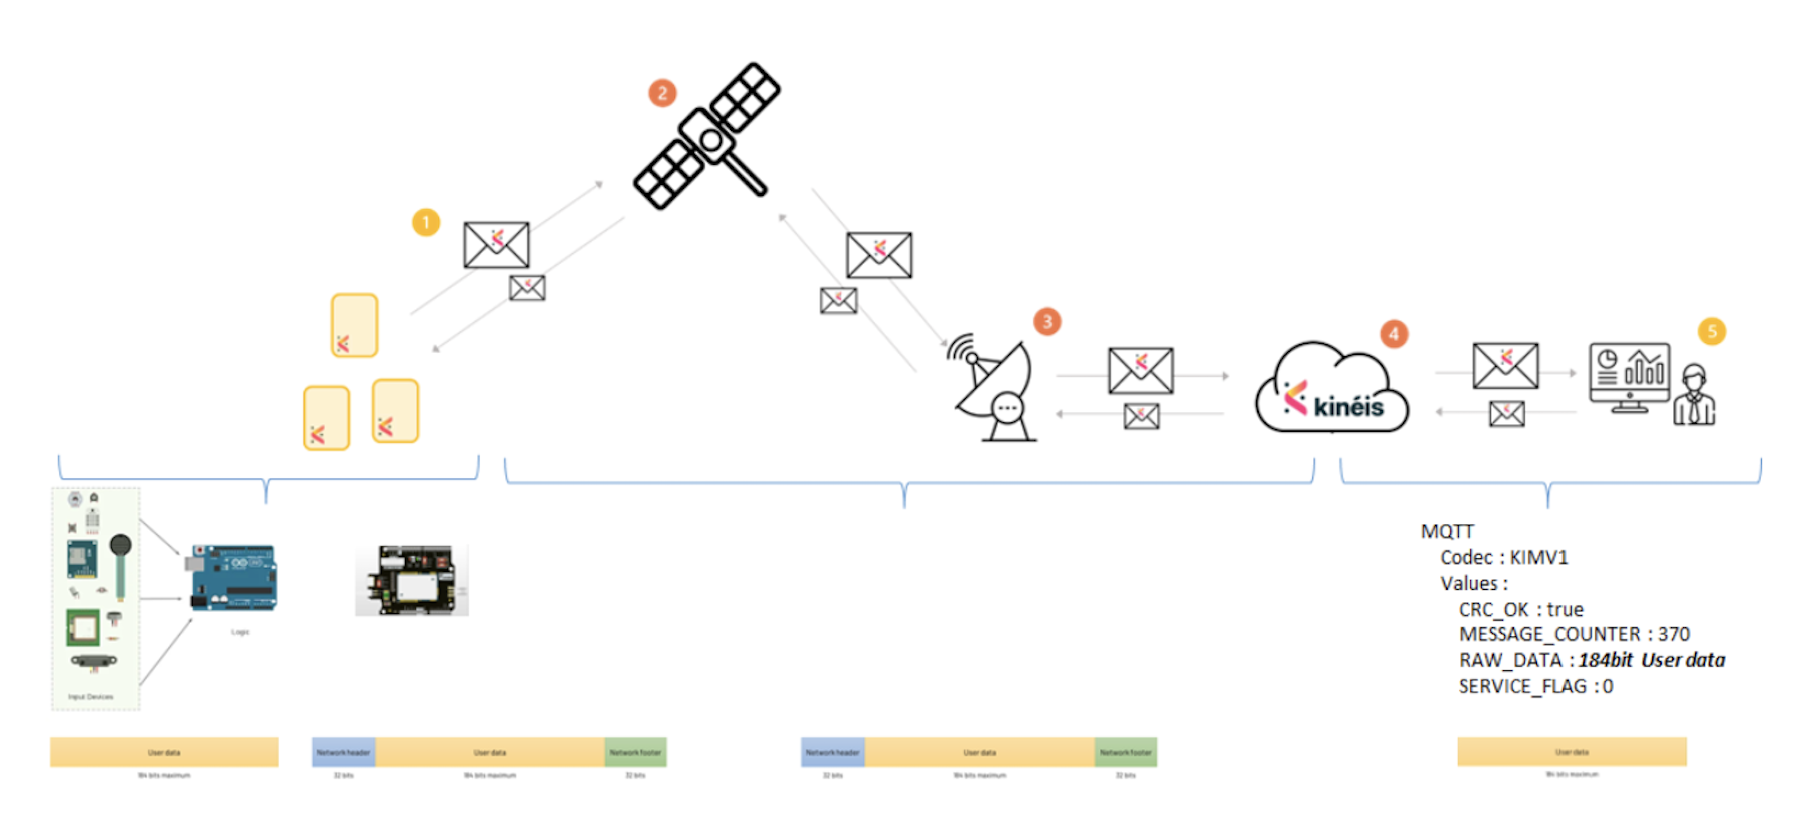 2
1
3
4
5
kinéis
MQTT
Codec : KIMV1
Values :
CRC_OK : true
MESSAGE_COUNTER : 370
RAW_DATA : 184bit User data
SERVICE_FLAG : 0
Logic
Input Devices
User data
184 bits maximum
Network header
User data
Network footer
32 bits
184 bits maximum
32 bits
Network header
User data
Network footer
32 bits
184 bits maximum
32 bits
User data
184 bits maximum